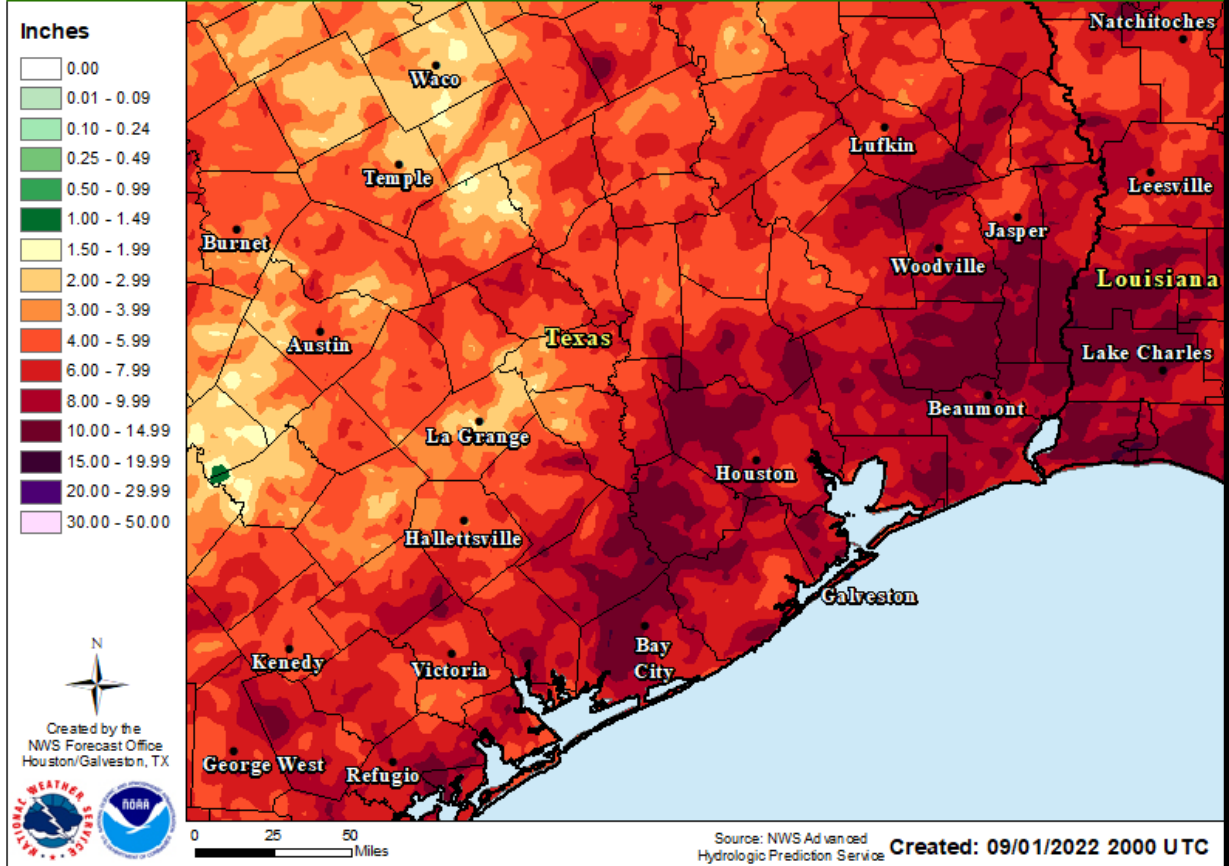 Inches
0.00
0.01 - 0.09
0.10 - 0.24
0.25 - 0.49
0.50 - 0.99
1.00 - 1.49
1.50 - 1.99
2.00 - 2.99
3.00 - 3.99
4.00 - 5.99
6.00 - 7.99
8.00 - 9.99
10.00 - 14.99
15.00 - 19.99
20.00 - 29.99
30.00 - 50.00
N
Created by the
NWS Forecast Office
Houston/Galveston, TX
NATIONAL WEATHER SERVICE
NOAA
Natchitoches
Waco
Lufkin
Temple
Leesville
Burnet
Jasper
Woodville
Louisiana
Austin
Texas
Lake Charles
Beaumont
La Grange
Houston
Hallettsville
Galveston
Bay
City
Kenedy
Victoria
George West
Refugio
0 25 50
Miles
Source: NWS Advanced
Hydrologic Prediction Service
Created: 09/01/2022 2000 UTC